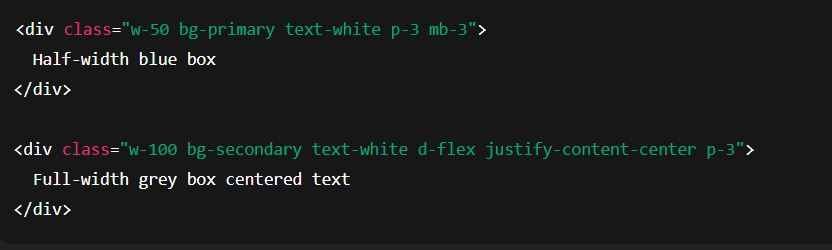 <div class="w-50 bg-primary text-white p-3 mb-3">
  Half-width blue box
</div>

<div class="w-100 bg-secondary text-white d-flex justify-content-center p-3">
  Full-width grey box centered text
</div>